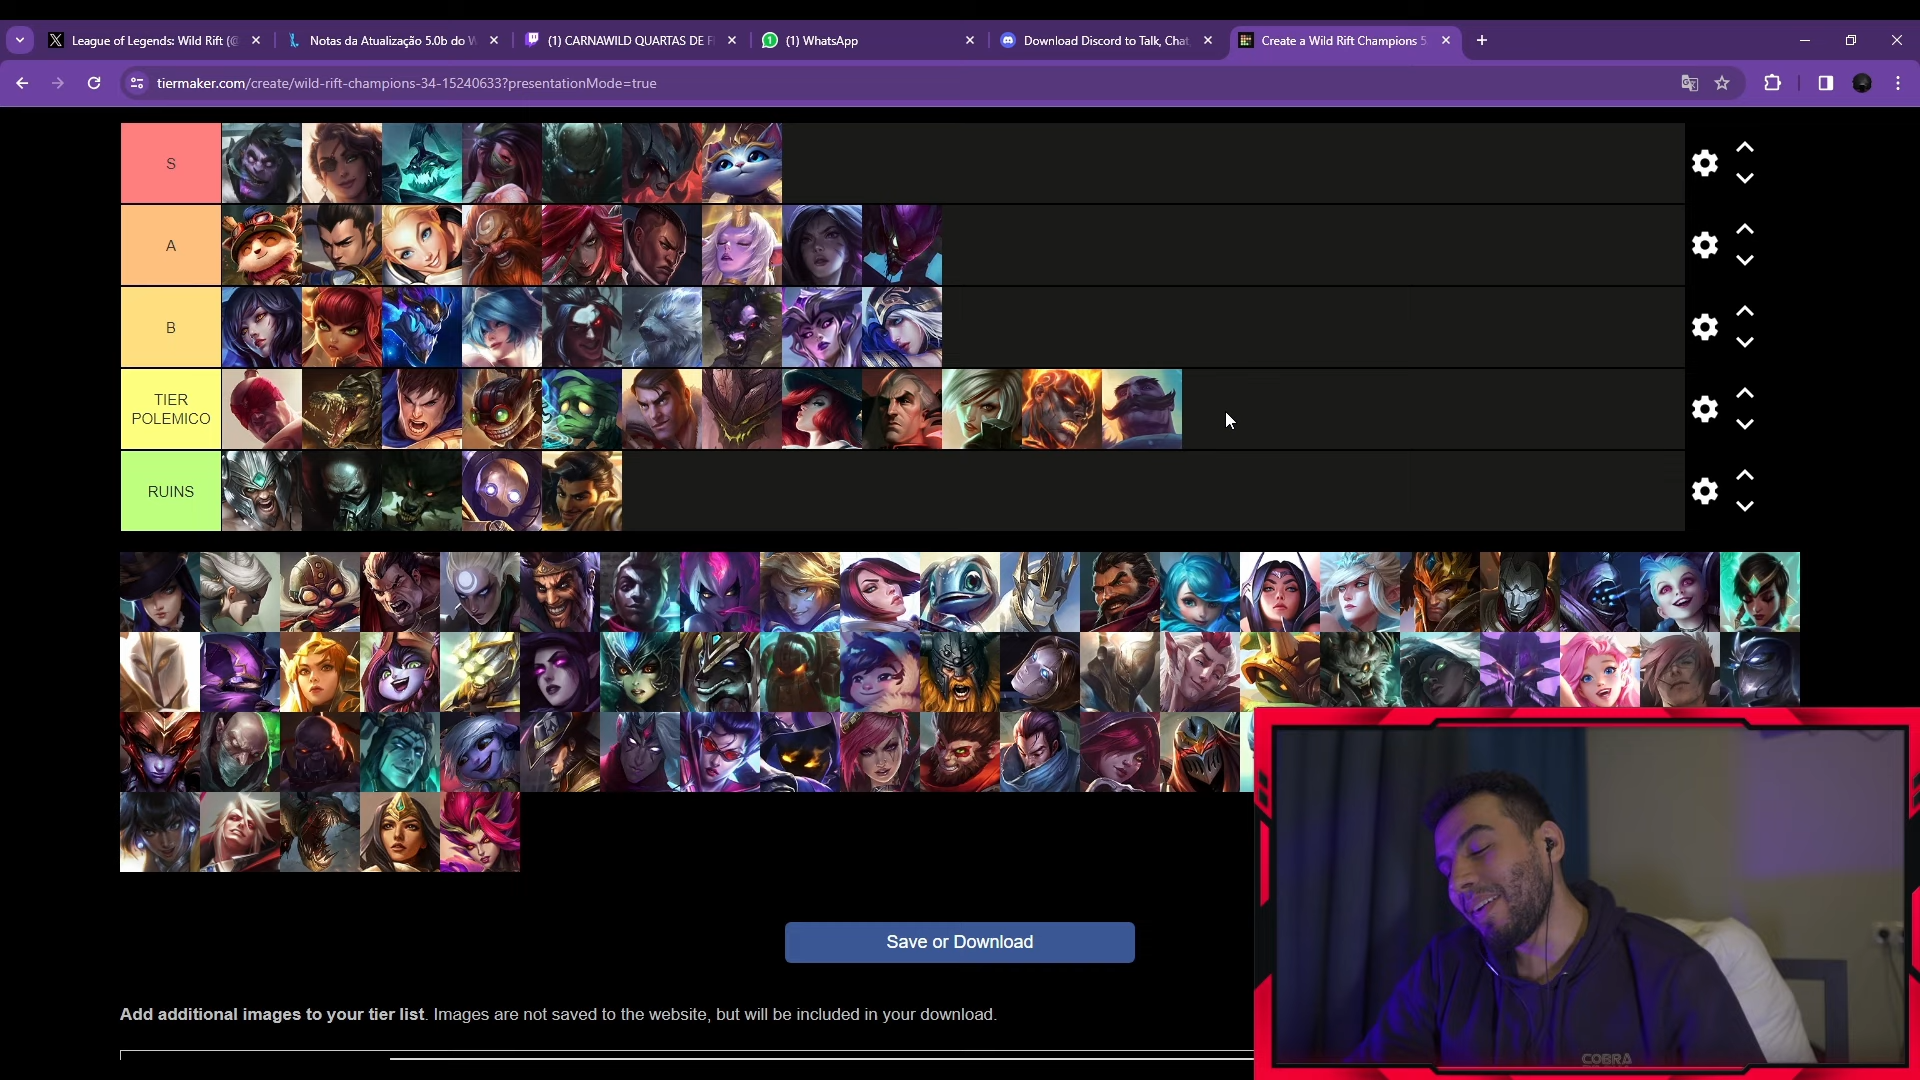 League of Legends: Wild Rift (@
Notas da Atualização 5.0b do W
(1) CARNAWILD QUARTAS DE FI
(1) WhatsApp
Download Discord to Talk, Chat,
Create a Wild Rift Champions 5.
tiermaker.com/create/wild-rift-champions-34-15240633?presentationMode=true
S
A
B
TIER
POLEMICO
RUINS
Save or Download
Add additional images to your tier list. Images are not saved to the website, but will be included in your download.
COBRA